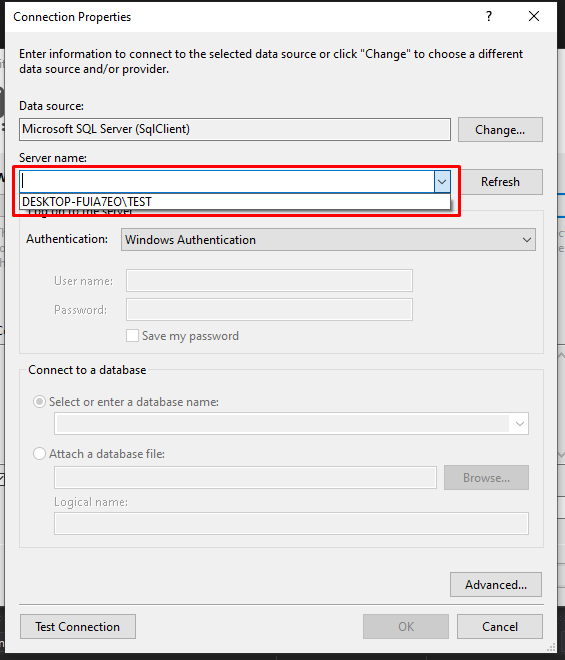 Connection Properties
? 
Enter information to connect to the selected data source or click "Change" to choose a different
data source and/or provider.
Data source:
Microsoft SQL Server (SqlClient)
Change...
Server name:
Refresh
DESKTOP-FUIA7EO\TEST
Log on to the server
Authentication:
Windows Authentication
User name:
Password:
Save my password
Connect to a database
Select or enter a database name:
Attach a database file:
Browse...
Logical name:
Advanced...
Test Connection
OK
Cancel